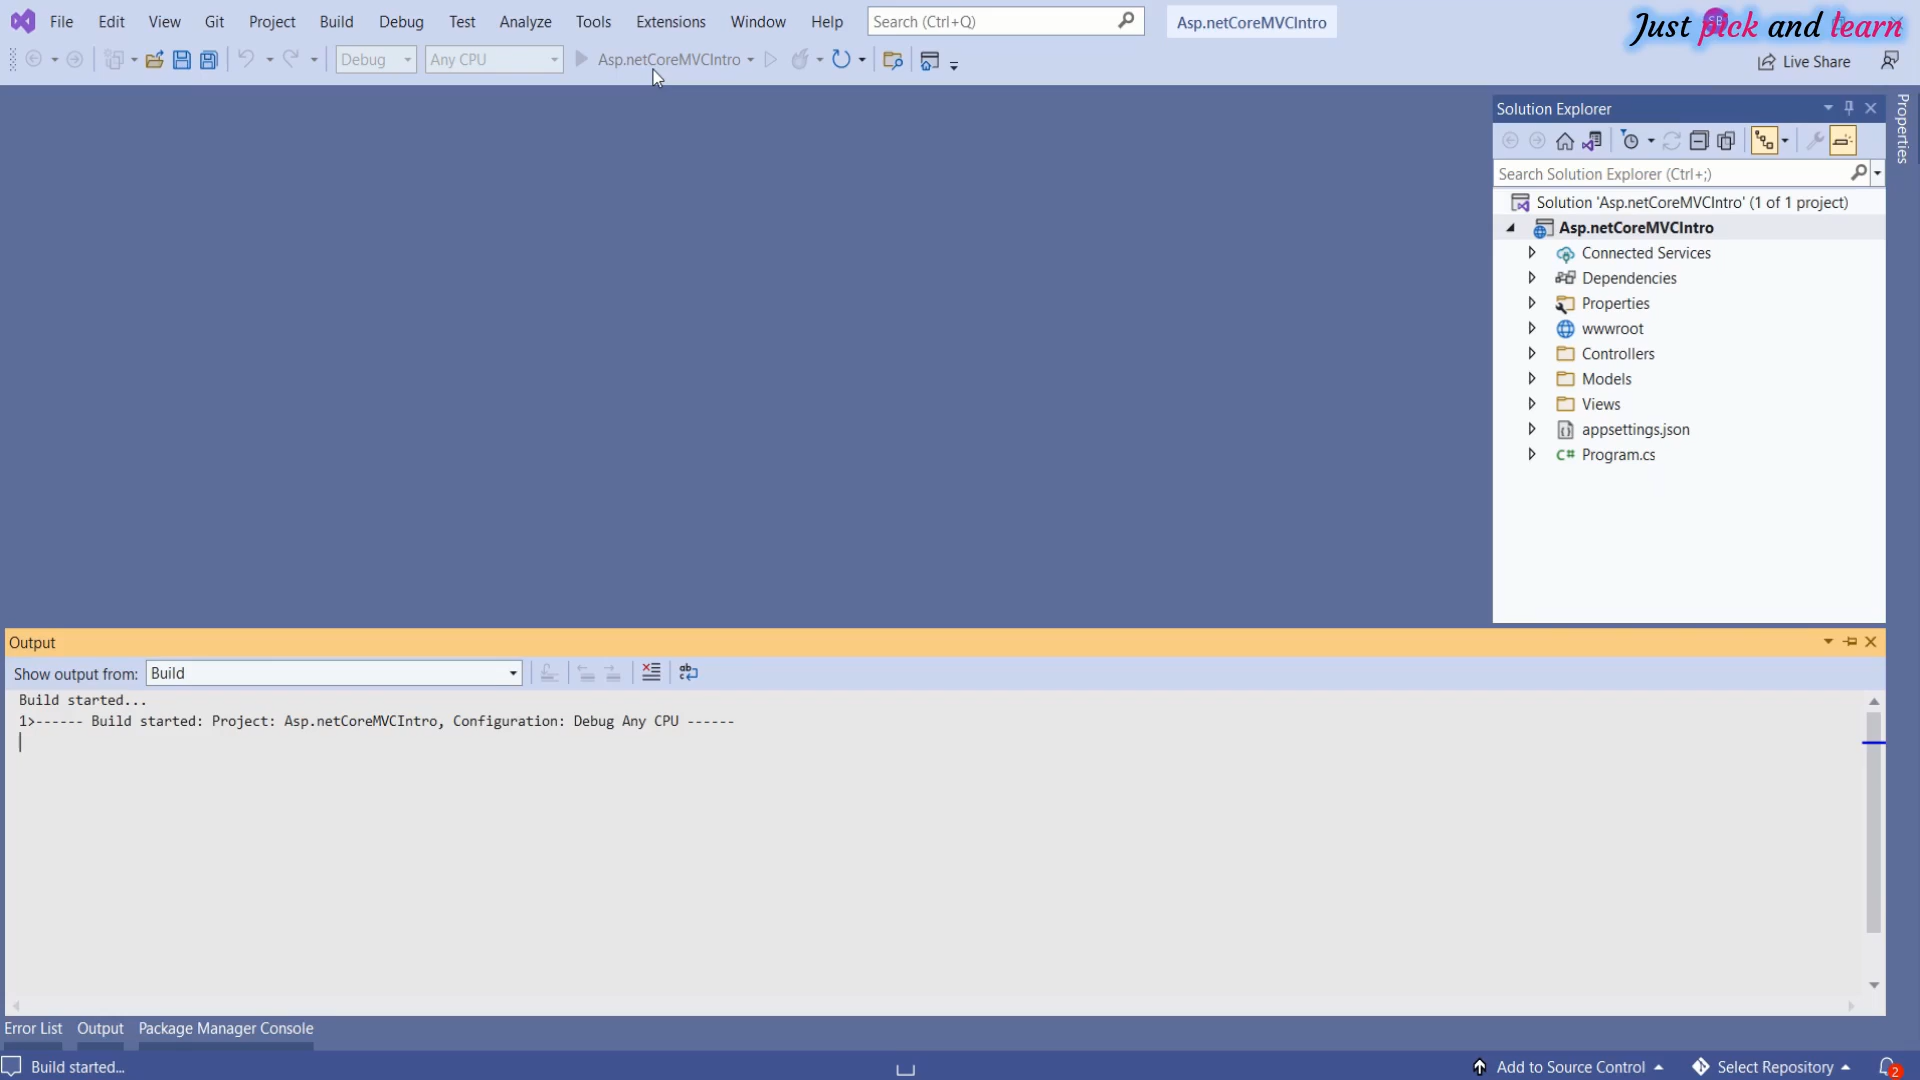 File Edit View Git Project Build Debug Test Analyze Tools Extensions Window Help Search (Ctrl+Q) Asp.netCoreMVCIntro
Just pick and learn
Debug Any CPU Asp.netCoreMVCIntro Live Share
Solution Explorer
Properties
Search Solution Explorer (Ctrl+;)
Solution 'Asp.netCoreMVCIntro' (1 of 1 project)
Asp.netCoreMVCIntro
Connected Services
Dependencies
Properties
wwwroot
Controllers
Models
Views
appsettings.json
C# Program.cs
Output
Show output from: Build
Build started...
1>------ Build started: Project: Asp.netCoreMVCIntro, Configuration: Debug Any CPU ------
Error List Output Package Manager Console
Build started... Add to Source Control Select Repository 2